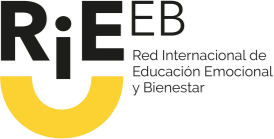 RiEEB
Red Internacional de
Educación Emocional
y Bienestar